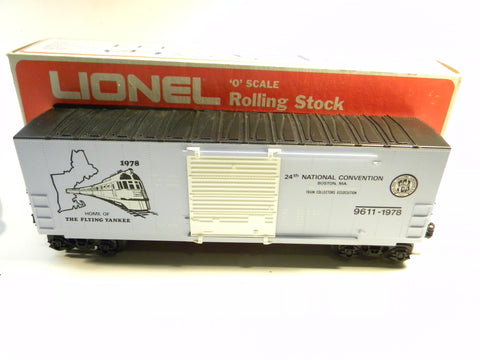 LIONEL
'O' SCALE
Rolling Stock
1978
HOME OF
THE FLYING YANKEE
24th NATIONAL CONVENTION
BOSTON, MA.
TRAIN COLLECTORS ASSOCIATION
9611-1978